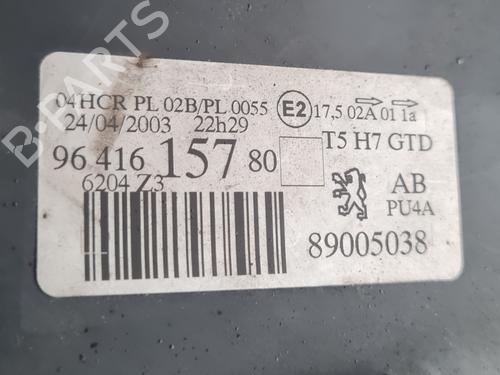 B-PARTS
04HCR PL 02B/PL 0055 E2 17,5 02A 01 1a
24/04/2003 22h29 T5 H7 GTD
96 416 157 80
6204 Z3 AB
PU4A
89005038